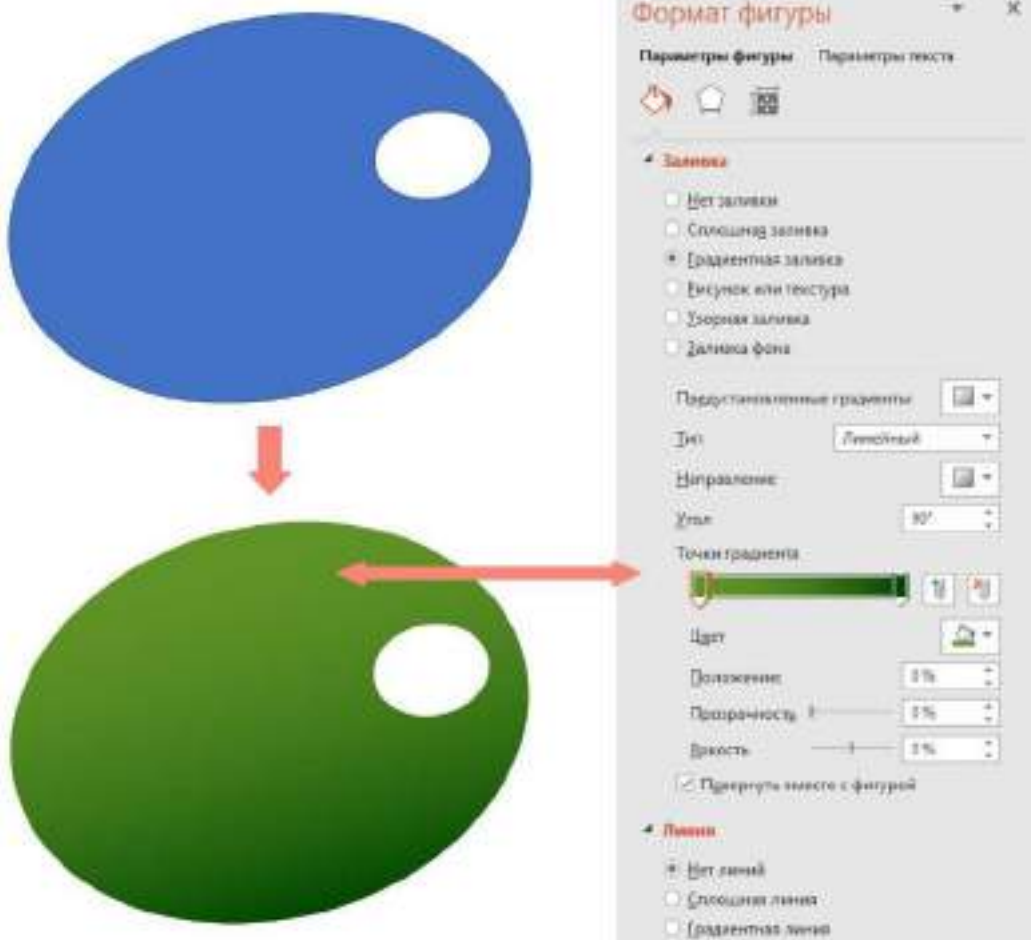 Формат фигуры
Параметры фигуры Параметры текста
Заливка
Нет заливки
Сплошная заливка
Градиентная заливка
Рисунок или текстура
Узорная заливка
Заливка фона
Предустановленные градиенты
Тип Линейный
Направление
Угол 90°
Точки градиента
Цвет
Положение 0 %
Прозрачность 0 %
Яркость 0 %
Повернуть вместе с фигурой
Линия
Нет линий
Сплошная линия
Градиентная линия